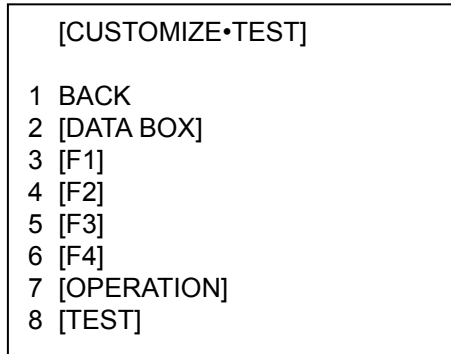 [CUSTOMIZE•TEST]
1 BACK
2 [DATA BOX]
3 [F1]
4 [F2]
5 [F3]
6 [F4]
7 [OPERATION]
8 [TEST]